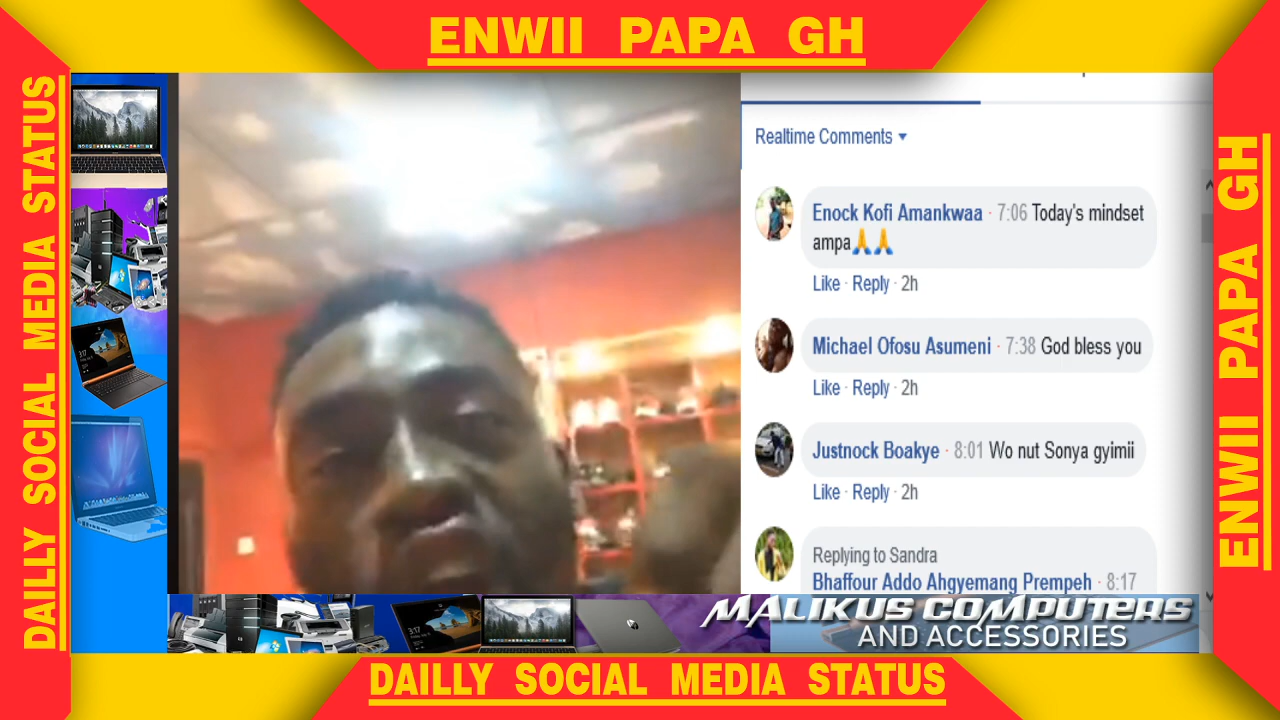 ENWII PAPA GH
DAILLY SOCIAL MEDIA STATUS
Realtime Comments
Enock Kofi Amankwaa · 7:06 Today's mindset
ampa🙏🙏
Like · Reply · 2h
Michael Ofosu Asumeni · 7:38 God bless you
Like · Reply · 2h
Justnock Boakye · 8:01 Wo nut Sonya gyimii
Like · Reply · 2h
Replying to Sandra
Bhaffour Addo Ahgyemang Prempeh · 8:17
ENWII PAPA GH
3:17
MALIKUS COMPUTERS
AND ACCESSORIES
DAILLY SOCIAL MEDIA STATUS